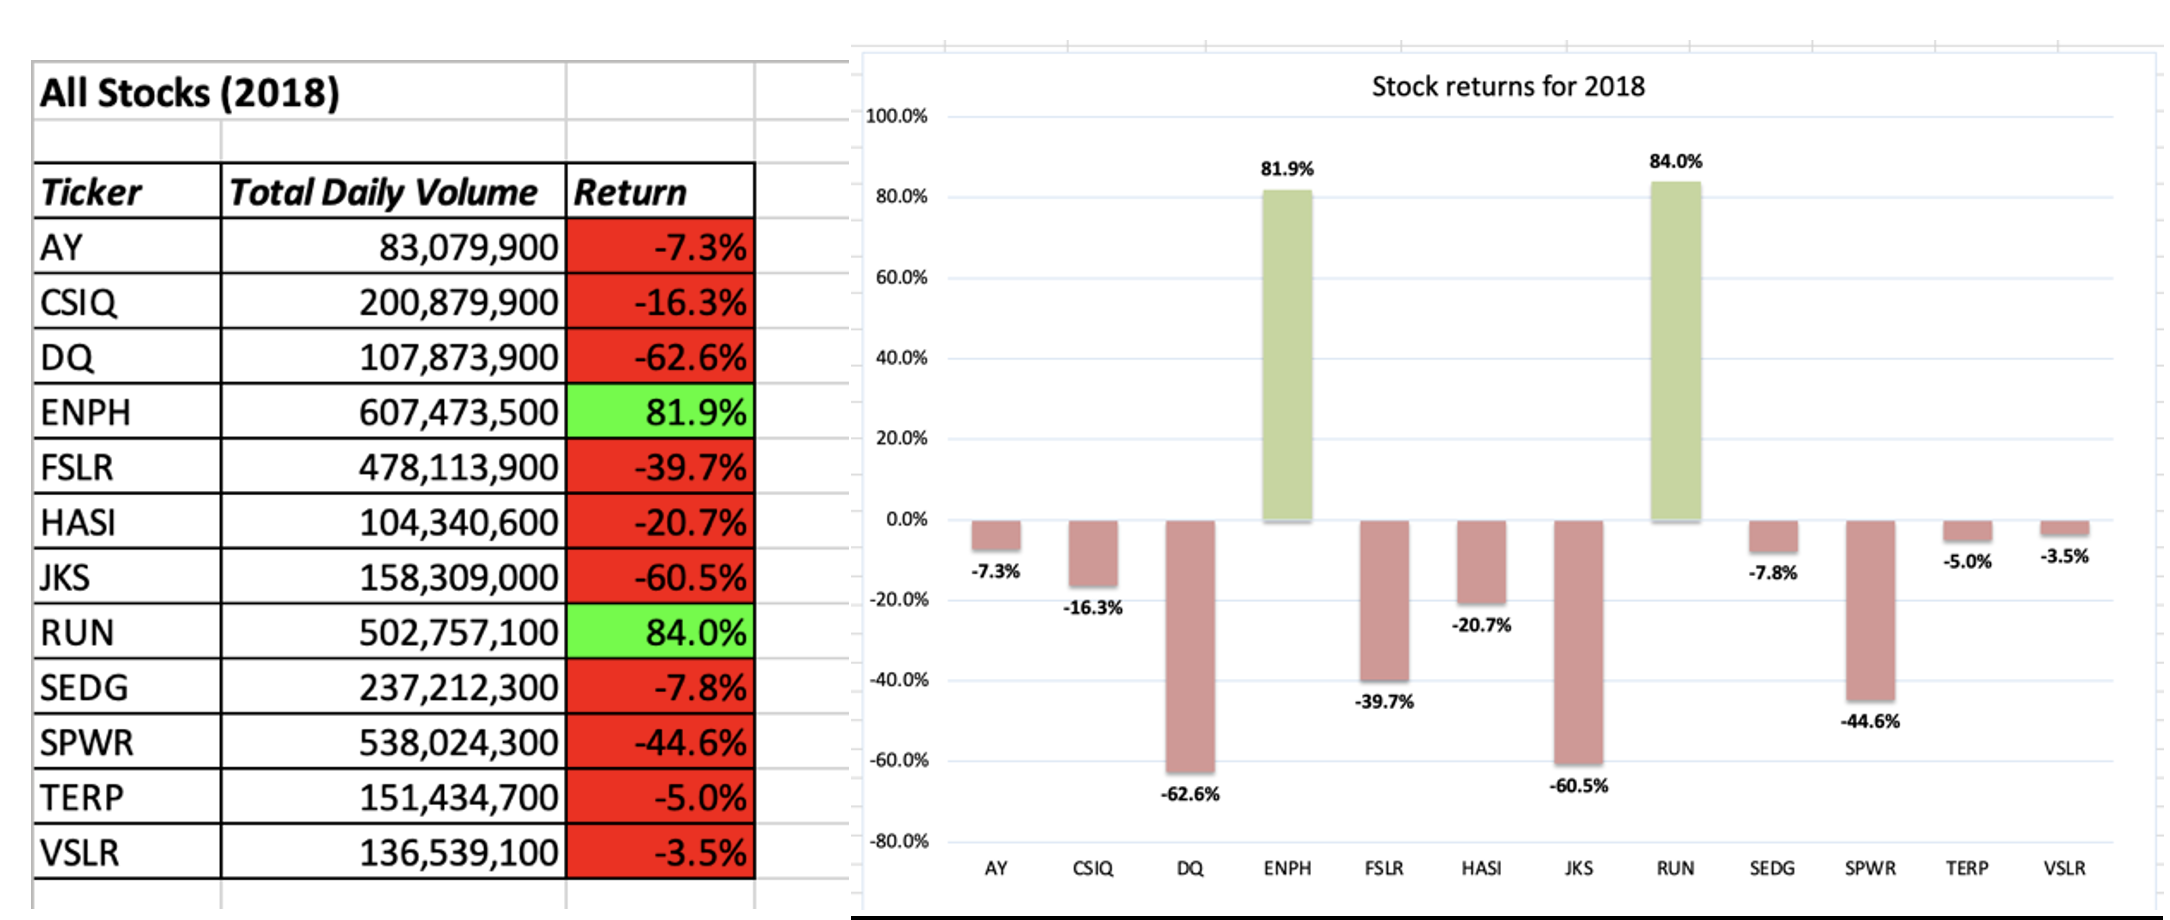 All Stocks (2018)
Ticker Total Daily Volume Return
AY 83,079,900 -7.3%
CSIQ 200,879,900 -16.3%
DQ 107,873,900 -62.6%
ENPH 607,473,500 81.9%
FSLR 478,113,900 -39.7%
HASI 104,340,600 -20.7%
JKS 158,309,000 -60.5%
RUN 502,757,100 84.0%
SEDG 237,212,300 -7.8%
SPWR 538,024,300 -44.6%
TERP 151,434,700 -5.0%
VSLR 136,539,100 -3.5%
Stock returns for 2018
100.0%
80.0%
60.0%
40.0%
20.0%
0.0%
-20.0%
-40.0%
-60.0%
-80.0%
-7.3%
-16.3%
-62.6%
81.9%
-39.7%
-20.7%
-60.5%
84.0%
-7.8%
-44.6%
-5.0%
-3.5%
AY CSIQ DQ ENPH FSLR HASI JKS RUN SEDG SPWR TERP VSLR